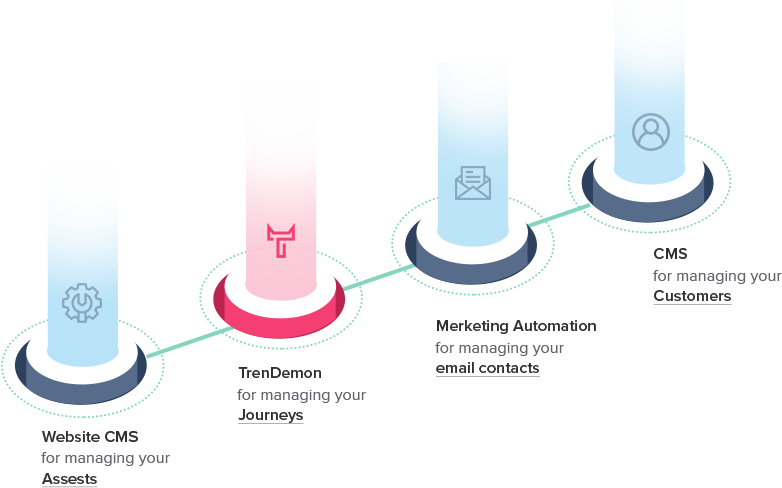 Website CMS
for managing your
Assests
TrenDemon
for managing your
Journeys
Merketing Automation
for managing your
email contacts
CMS
for managing your
Customers